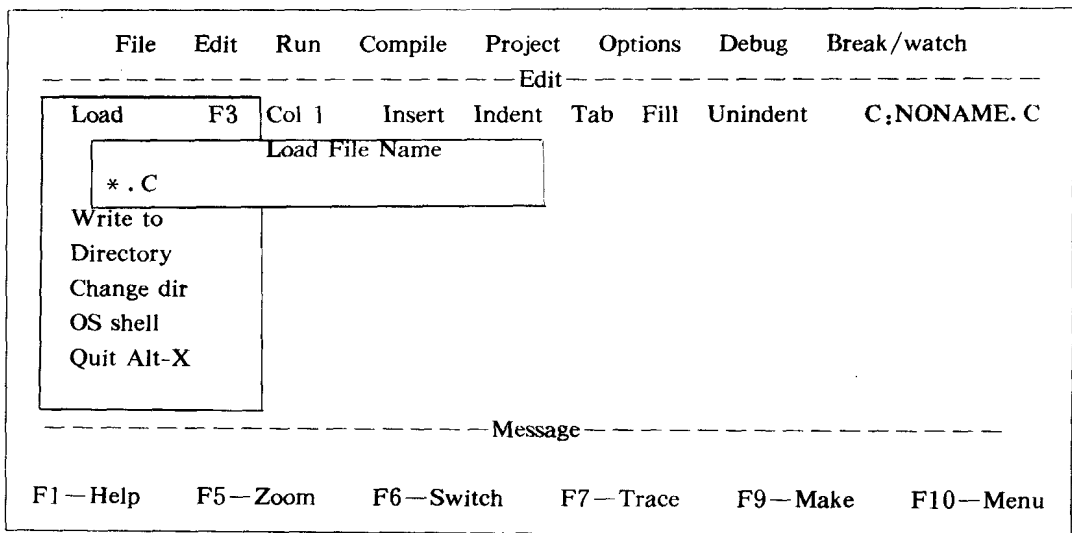 File Edit Run Compile Project Options Debug Break/watch
Edit
Load F3 Col 1 Insert Indent Tab Fill Unindent C:NONAME.C
Load File Name
*.C
Write to
Directory
Change dir
OS shell
Quit Alt-X
Message
F1—Help F5—Zoom F6—Switch F7—Trace F9—Make F10—Menu